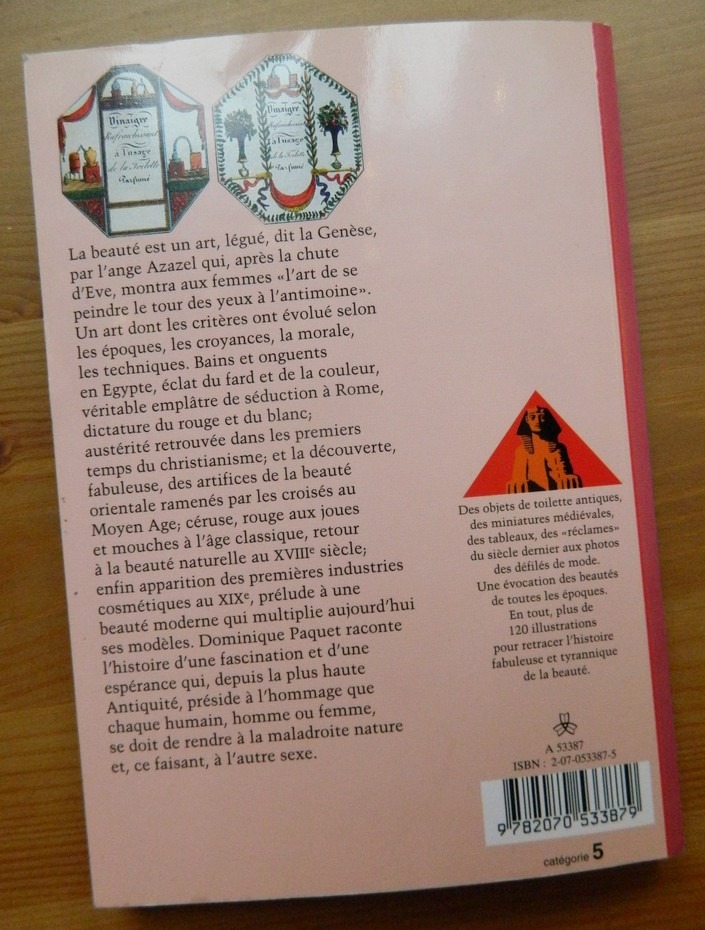 Vinaigre
Rafraichissant
à l'usage
de la Toilette
Parfumé
Vinaigre
à l'usage
de la Toilette
Parfumé
La beauté est un art, légué, dit la Genèse,
par l'ange Azazel qui, après la chute
d'Eve, montra aux femmes «l'art de se
peindre le tour des yeux à l'antimoine».
Un art dont les critères ont évolué selon
les époques, les croyances, la morale,
les techniques. Bains et onguents
en Egypte, éclat du fard et de la couleur,
véritable emplâtre de séduction à Rome,
dictature du rouge et du blanc;
austérité retrouvée dans les premiers
temps du christianisme; et la découverte,
fabuleuse, des artifices de la beauté
orientale ramenés par les croisés au
Moyen Age; céruse, rouge aux joues
et mouches à l'âge classique, retour
à la beauté naturelle au XVIIIe siècle;
enfin apparition des premières industries
cosmétiques au XIXe, prélude à une
beauté moderne qui multiplie aujourd'hui
ses modèles. Dominique Paquet raconte
l'histoire d'une fascination et d'une
espérance qui, depuis la plus haute
Antiquité, préside à l'hommage que
chaque humain, homme ou femme,
se doit de rendre à la maladroite nature
et, ce faisant, à l'autre sexe.
Des objets de toilette antiques,
des miniatures médiévales,
des tableaux, des «réclames»
du siècle dernier aux photos
des défilés de mode.
Une évocation des beautés
de toutes les époques.
En tout, plus de
120 illustrations
pour retracer l'histoire
fabuleuse et tyrannique
de la beauté.
A 53387
ISBN : 2-07-053387-5
9 782070 533879
catégorie 5